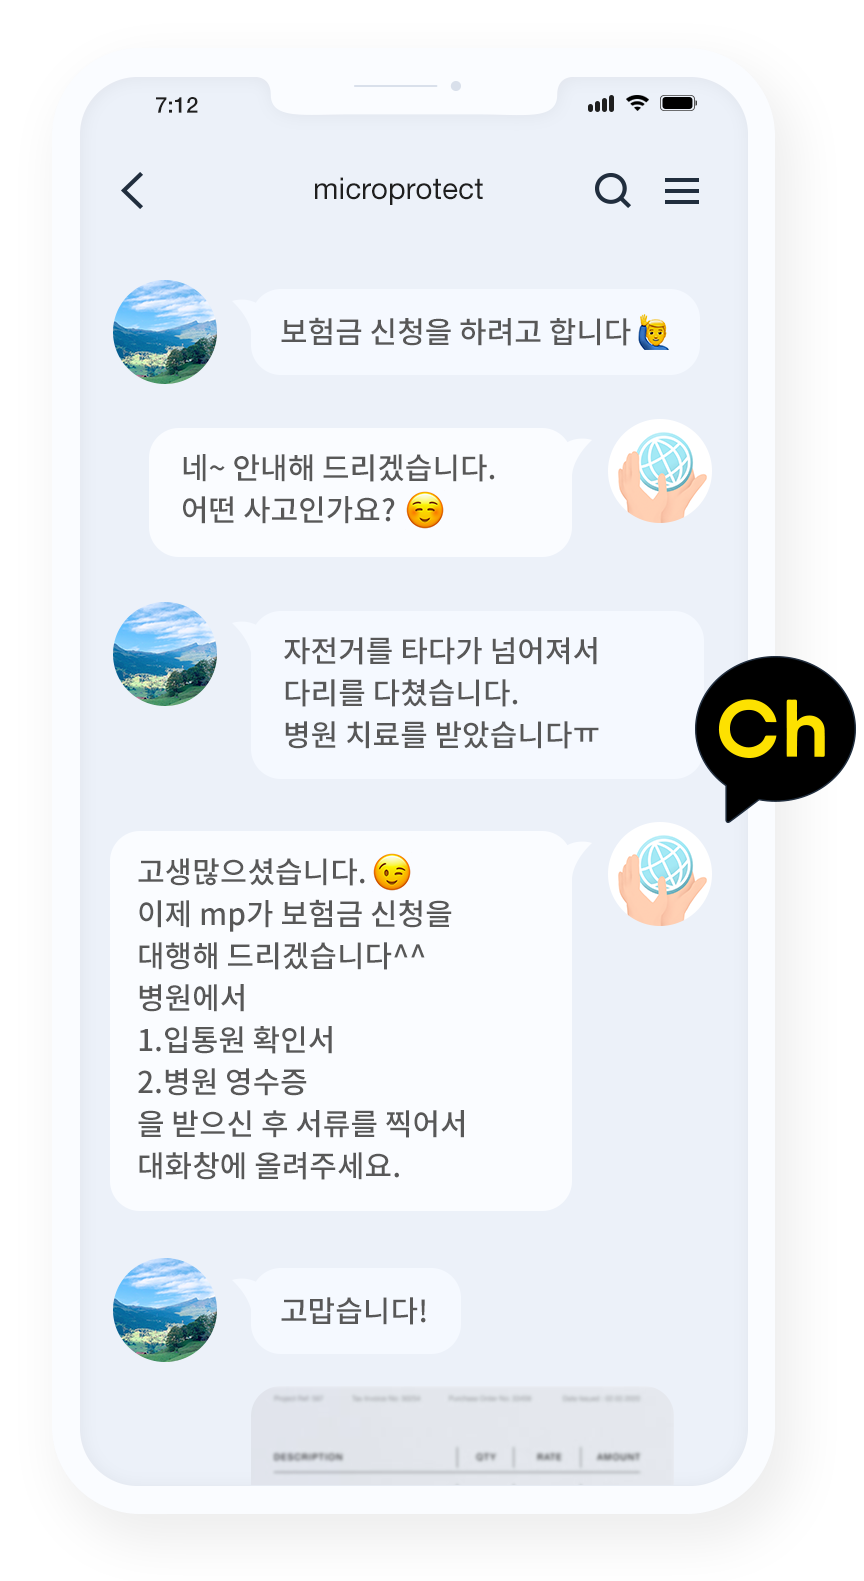 7:12
microprotect
보험금 신청을 하려고 합니다🙋‍♂️
네~ 안내해 드리겠습니다.
어떤 사고인가요? ☺️
자전거를 타다가 넘어져서
다리를 다쳤습니다.
병원 치료를 받았습니다ㅠ
Ch
고생많으셨습니다. 😉
이제 mp가 보험금 신청을
대행해 드리겠습니다^^
병원에서
1.입통원 확인서
2.병원 영수증
을 받으신 후 서류를 찍어서
대화창에 올려주세요.
고맙습니다!
DESCRIPTION QTY RATE AMOUNT